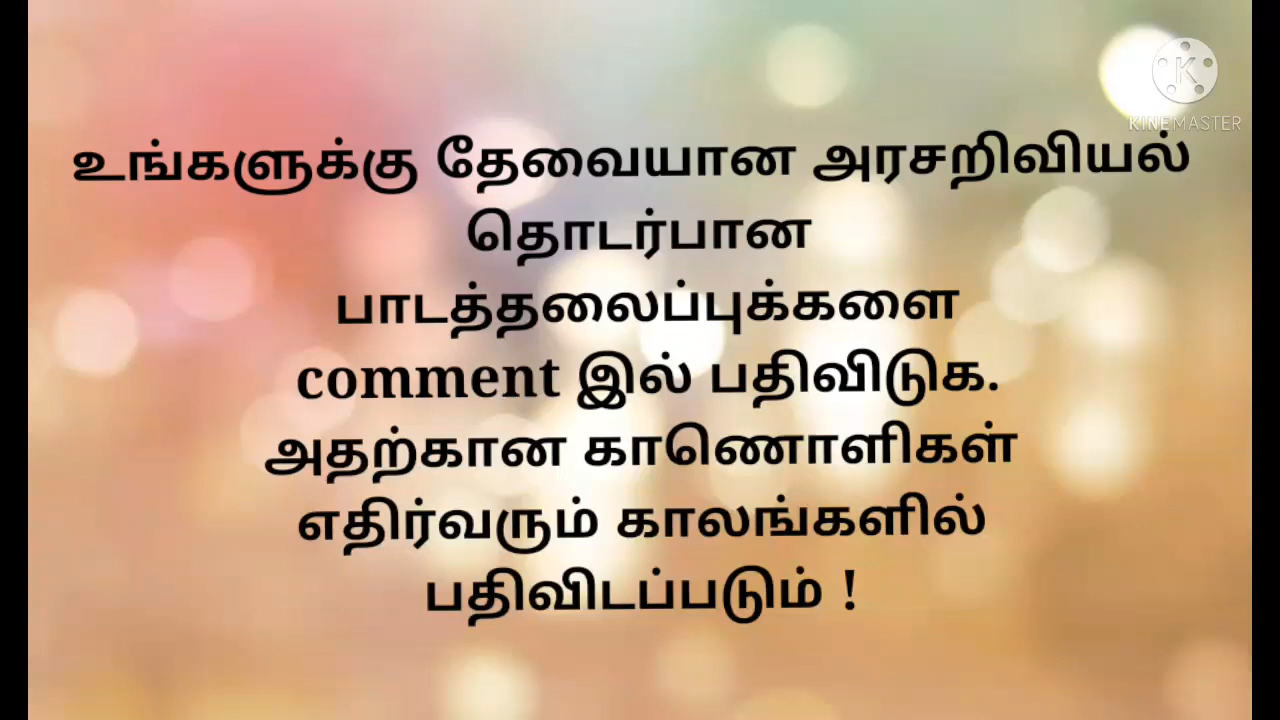 KINEMASTER
உங்களுக்கு தேவையான அரசறிவியல்
தொடர்பான
பாடத்தலைப்புக்களை
comment இல் பதிவிடுக.
அதற்கான காணொளிகள்
எதிர்வரும் காலங்களில்
பதிவிடப்படும் !